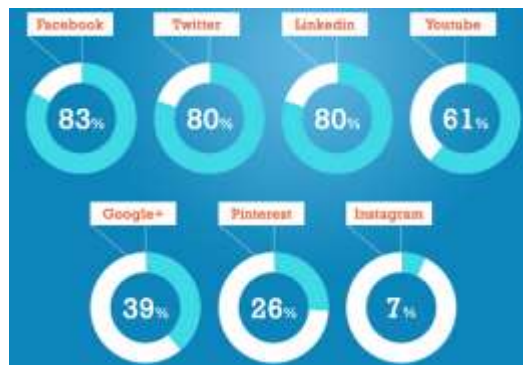 Facebook Twitter Linkedin Youtube
83% 80% 80% 61%
Google+ Pinterest Instagram
39% 26% 7%